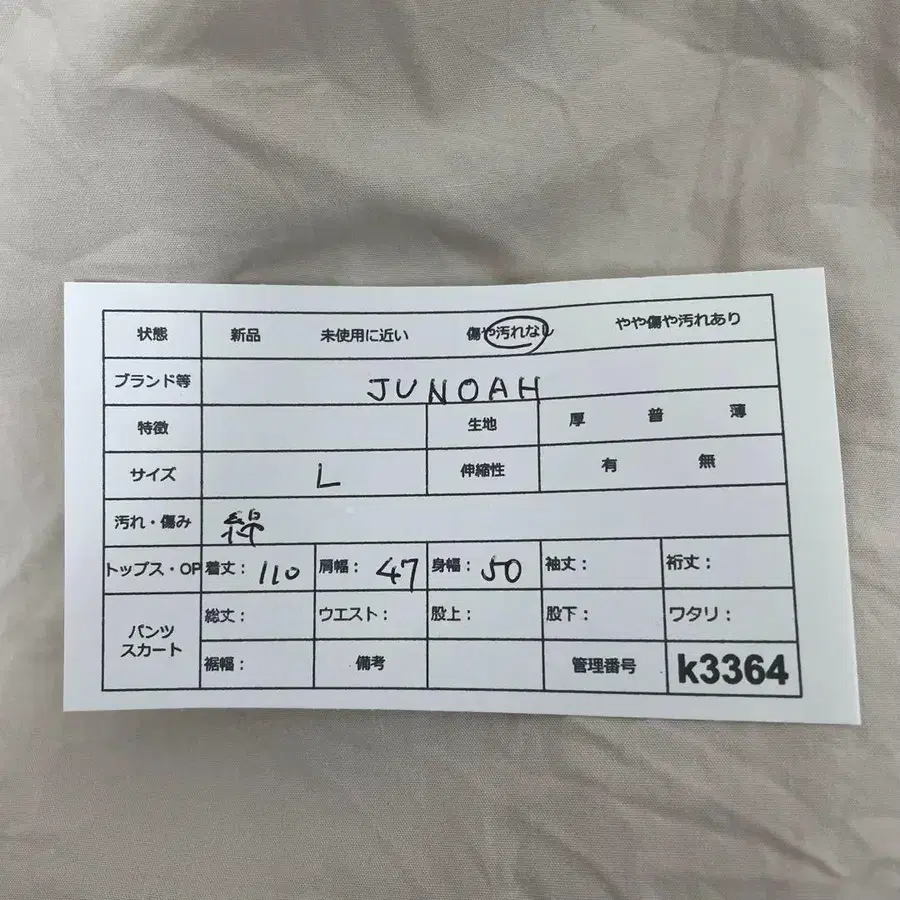 状態 新品 未使用に近い 傷や汚れなし やや傷や汚れあり
ブランド等 JUNOAH
特徴 生地 厚 普 薄
サイズ L 伸縮性 有 無
汚れ・傷み
トップス・OP 着丈： 110 肩幅： 47 身幅： 50 袖丈： 裄丈：
パンツ 総丈： ウエスト： 股上： 股下： ワタリ：
スカート 裾幅： 備考 管理番号 k3364